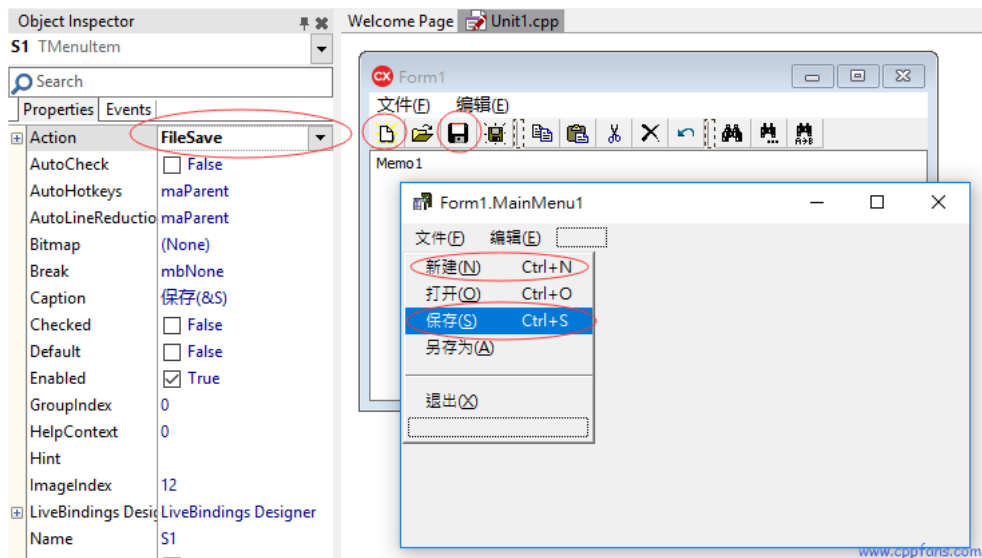 Object Inspector
S1 TMenuItem
Search
Properties Events
Action FileSave
AutoCheck False
AutoHotkeys maParent
AutoLineReductio maParent
Bitmap (None)
Break mbNone
Caption 保存(&S)
Checked False
Default False
Enabled True
GroupIndex 0
HelpContext 0
Hint
ImageIndex 12
LiveBindings Desig LiveBindings Designer
Name S1
Welcome Page Unit1.cpp
CX Form1
文件(F) 编辑(E)
A→B
Memo1
Form1.MainMenu1
文件(F) 编辑(E)
新建(N) Ctrl+N
打开(O) Ctrl+O
保存(S) Ctrl+S
另存为(A)
退出(X)
www.cppfans.com